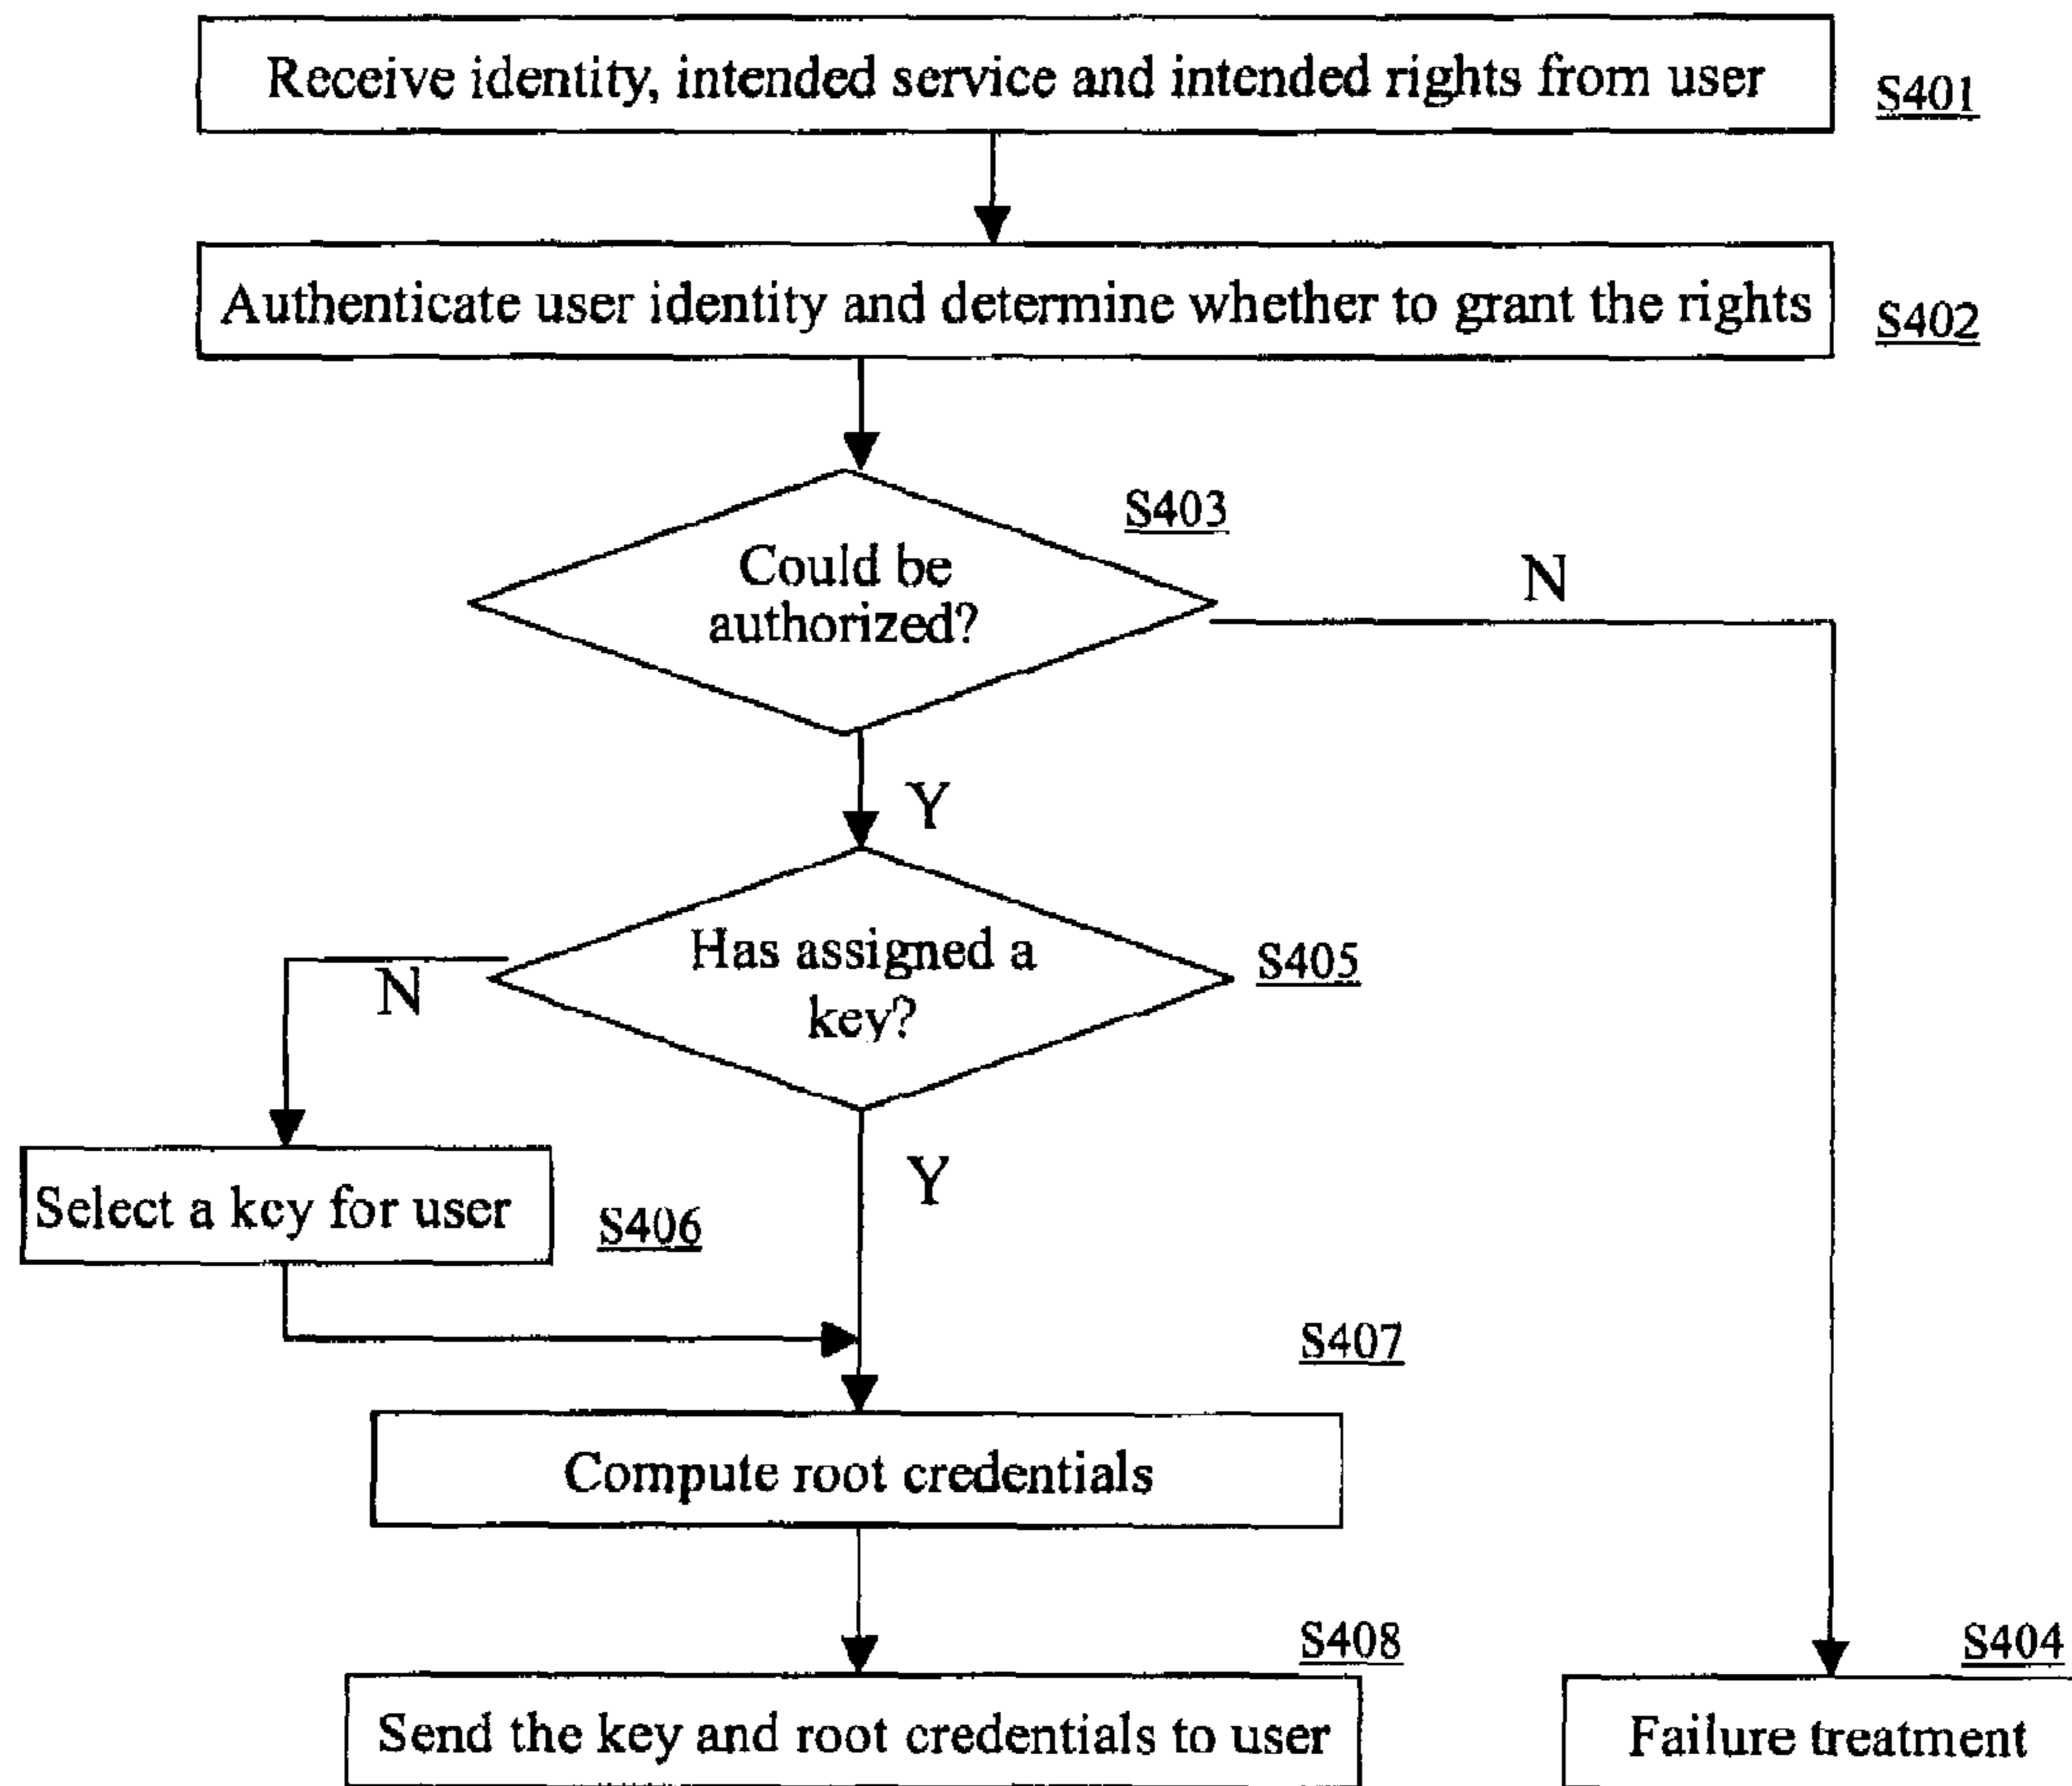 Receive identity, intended service and intended rights from user
S401
Authenticate user identity and determine whether to grant the rights
S402
S403
Could be
authorized?
N
Y
Has assigned a
key?
S405
N
Y
Select a key for user
S406
S407
Compute root credentials
S408
Send the key and root credentials to user
S404
Failure treatment